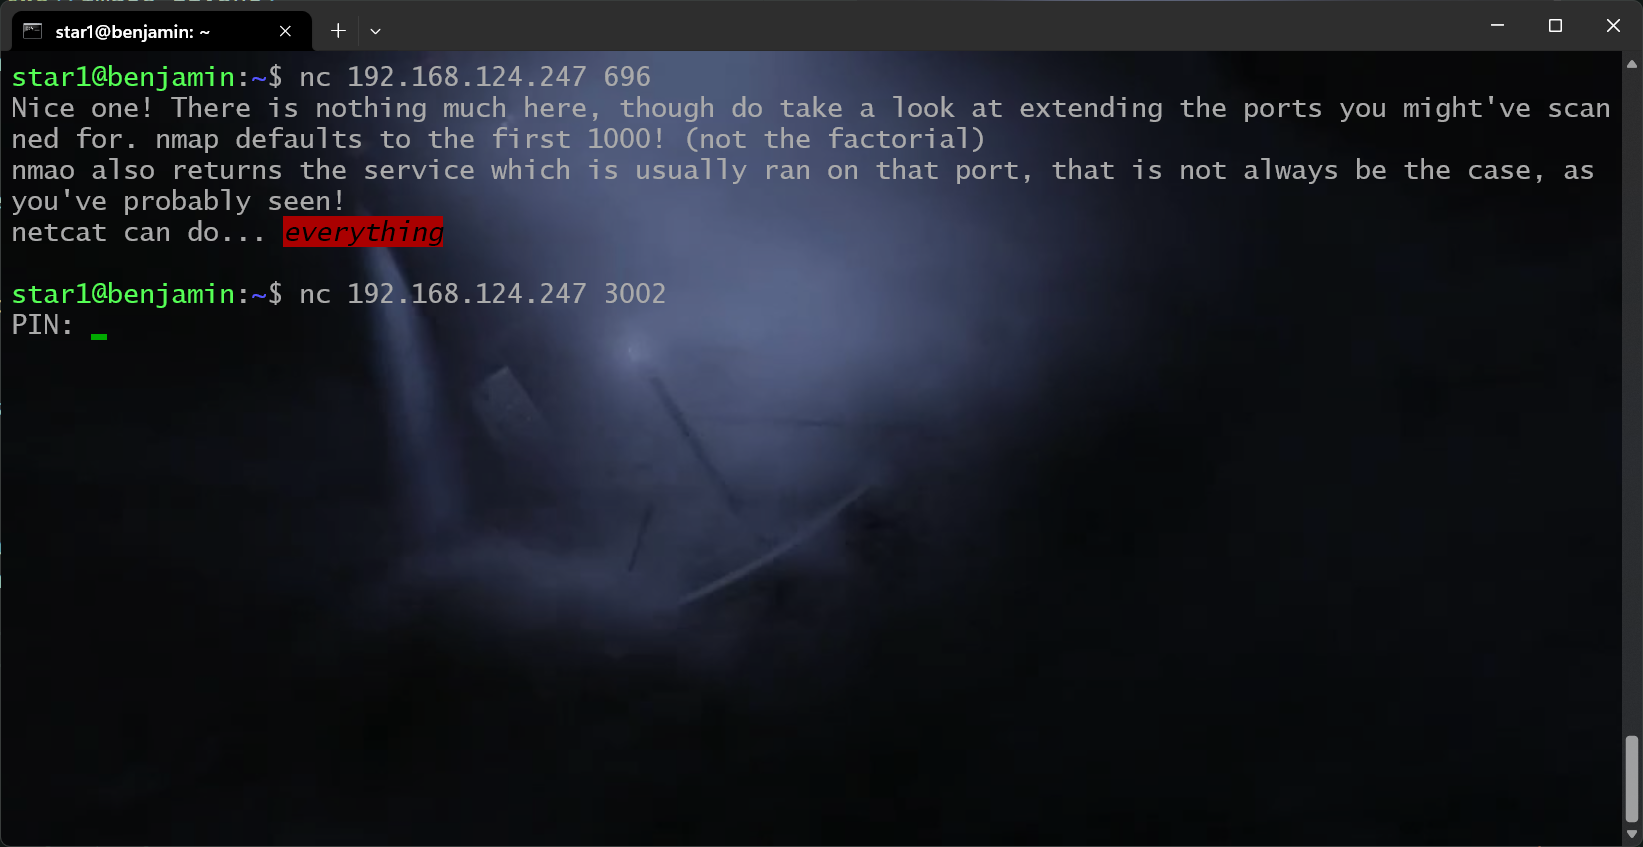 star1@benjamin: ~
star1@benjamin:~$ nc 192.168.124.247 696
Nice one! There is nothing much here, though do take a look at extending the ports you might've scan
ned for. nmap defaults to the first 1000! (not the factorial)
nmao also returns the service which is usually ran on that port, that is not always be the case, as
you've probably seen!
netcat can do... everything
star1@benjamin:~$ nc 192.168.124.247 3002
PIN: